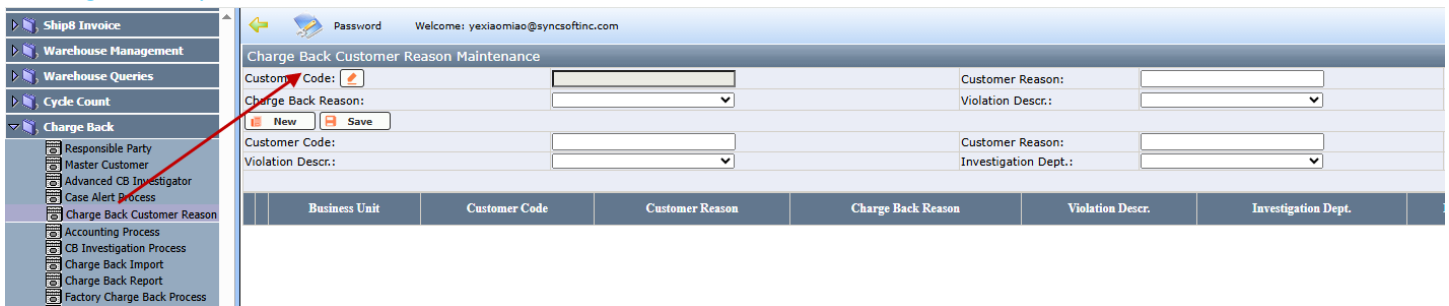 Ship8 Invoice
Warehouse Management
Warehouse Queries
Cycle Count
Charge Back
Responsible Party
Master Customer
Advanced CB Investigator
Case Alert Process
Charge Back Customer Reason
Accounting Process
CB Investigation Process
Charge Back Import
Charge Back Report
Factory Charge Back Process
Password Welcome: yexiaomiao@syncsoftinc.com
Charge Back Customer Reason Maintenance
Customer Code: Customer Reason:
Charge Back Reason: Violation Descr.:
New Save
Customer Code: Customer Reason:
Violation Descr.: Investigation Dept.:
Business Unit Customer Code Customer Reason Charge Back Reason Violation Descr. Investigation Dept.